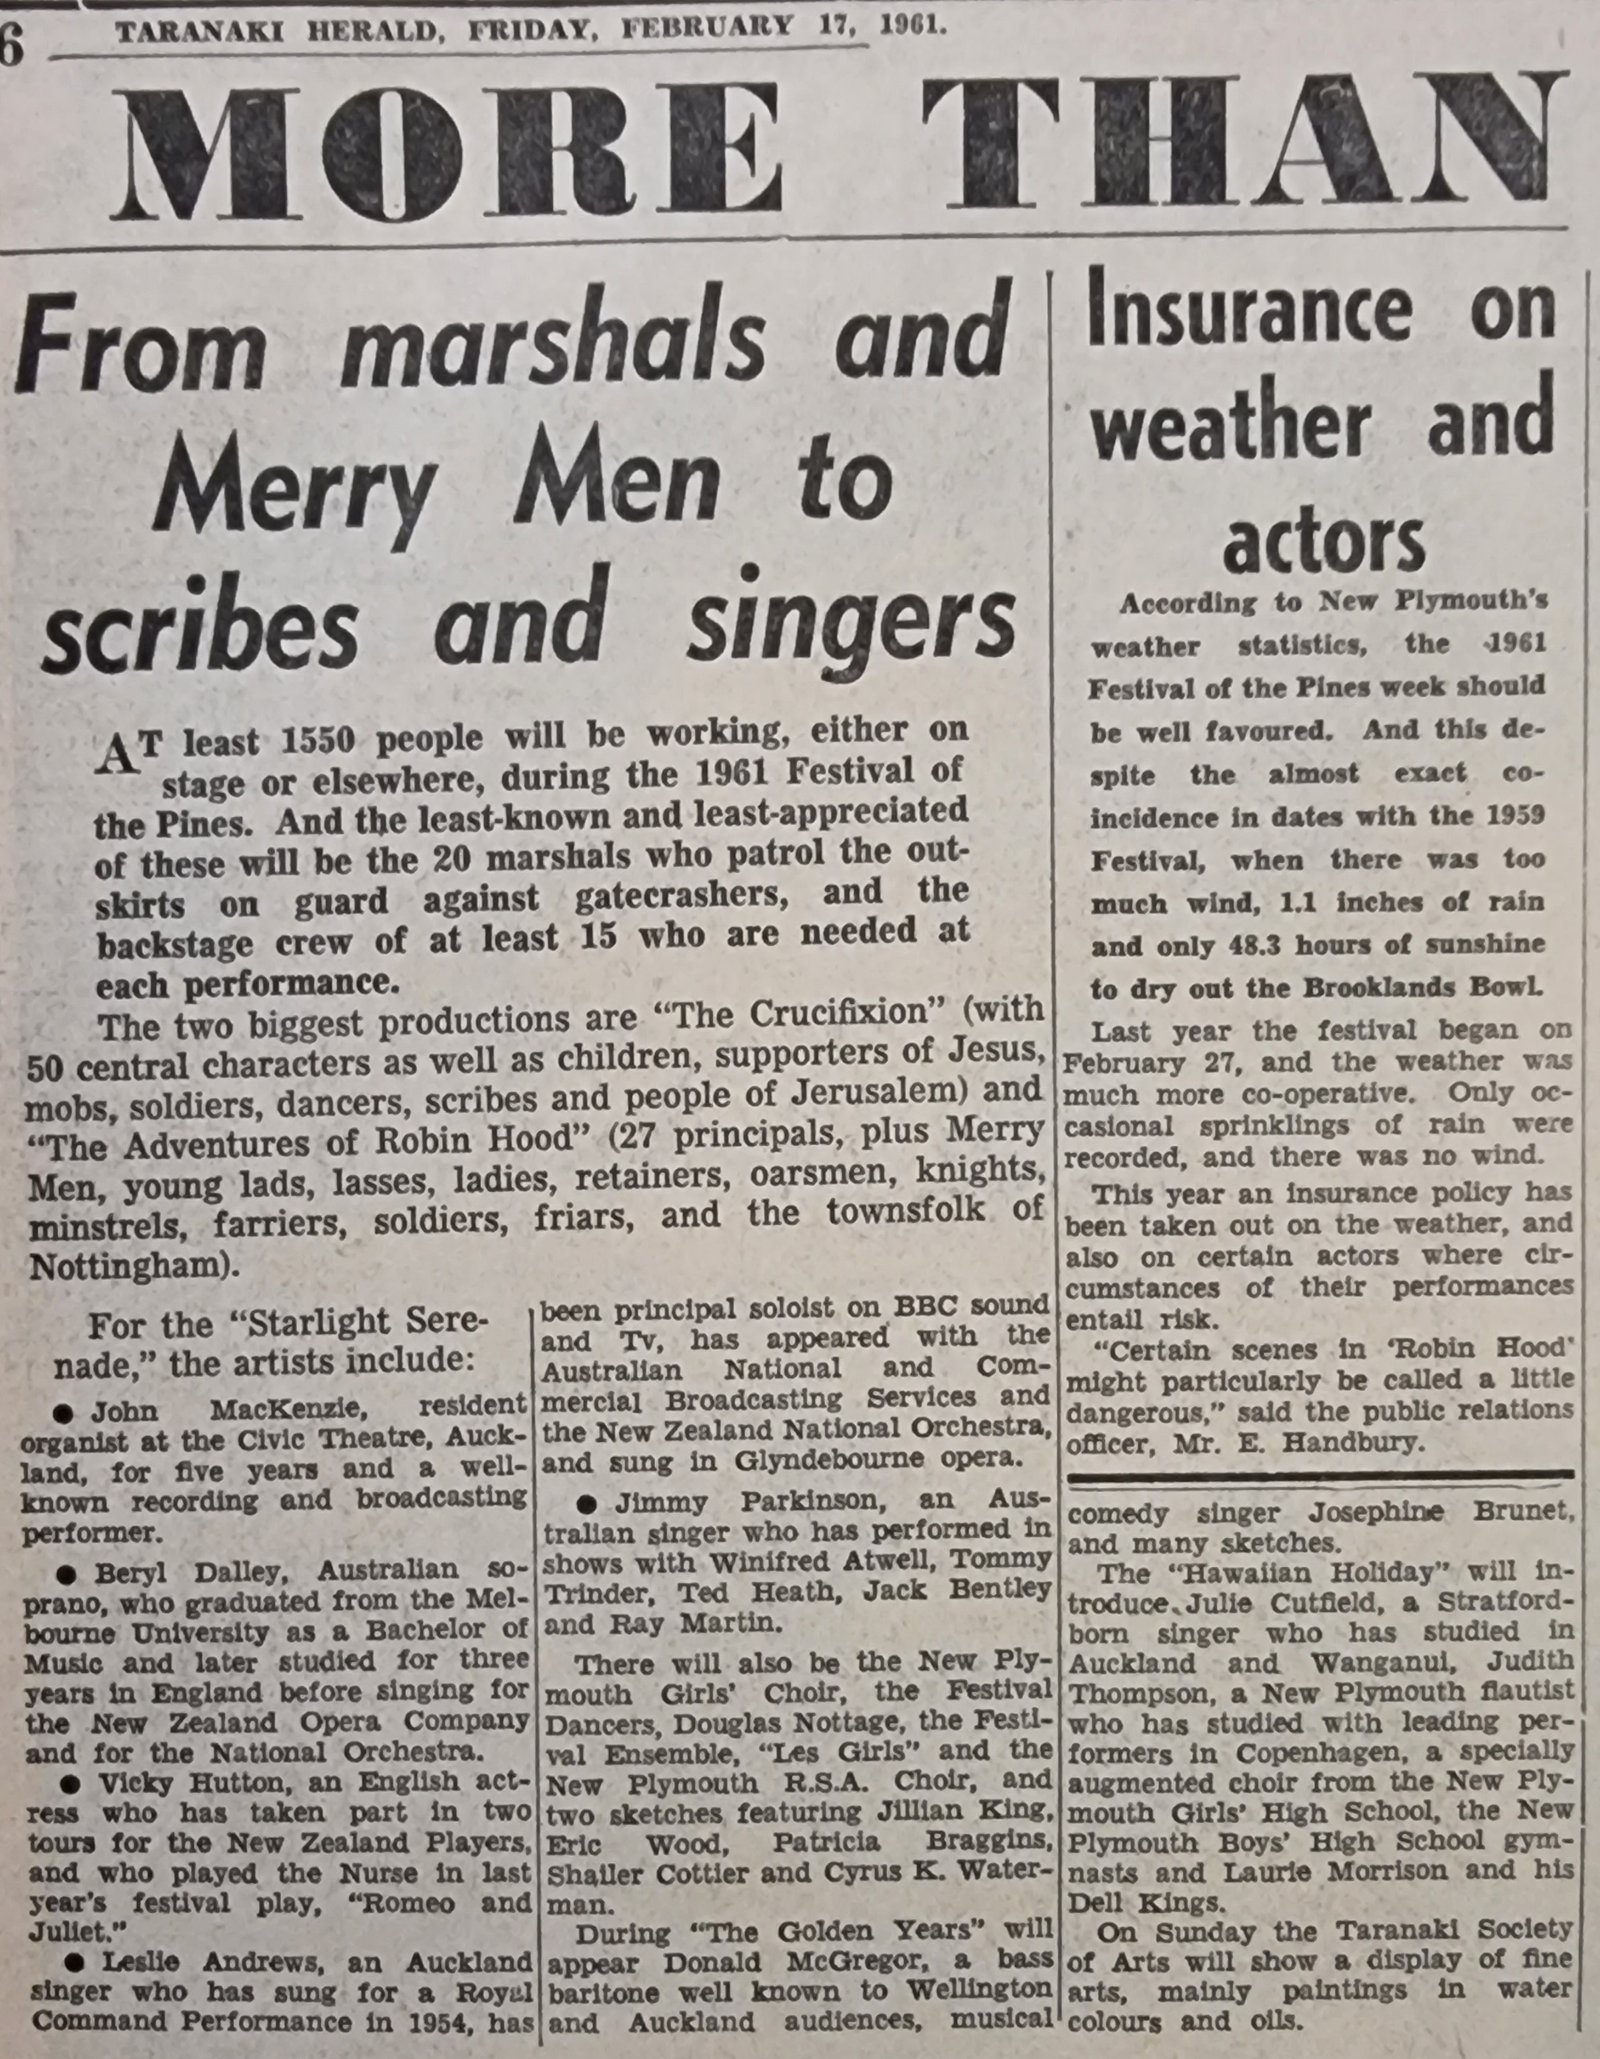 6
TARANAKI HERALD, FRIDAY, FEBRUARY 17, 1961.
MORE THAN
From marshals and
Merry Men to
scribes and singers
AT least 1550 people will be working, either on
stage or elsewhere, during the 1961 Festival of
the Pines. And the least-known and least-appreciated
of these will be the 20 marshals who patrol the out-
skirts on guard against gatecrashers, and the
backstage crew of at least 15 who are needed at
each performance.
The two biggest productions are “The Crucifixion” (with
50 central characters as well as children, supporters of Jesus,
mobs, soldiers, dancers, scribes and people of Jerusalem) and
“The Adventures of Robin Hood” (27 principals, plus Merry
Men, young lads, lasses, ladies, retainers, oarsmen, knights,
minstrels, farriers, soldiers, friars, and the townsfolk of
Nottingham).
For the “Starlight Sere-
nade,” the artists include:
● John MacKenzie, resident
organist at the Civic Theatre, Auck-
land, for five years and a well-
known recording and broadcasting
performer.
● Beryl Dalley, Australian so-
prano, who graduated from the Mel-
bourne University as a Bachelor of
Music and later studied for three
years in England before singing for
the New Zealand Opera Company
and for the National Orchestra.
● Vicky Hutton, an English act-
ress who has taken part in two
tours for the New Zealand Players,
and who played the Nurse in last
year's festival play, “Romeo and
Juliet.”
● Leslie Andrews, an Auckland
singer who has sung for a Royal
Command Performance in 1954, has
been principal soloist on BBC sound
and Tv, has appeared with the
Australian National and Com-
mercial Broadcasting Services and
the New Zealand National Orchestra,
and sung in Glyndebourne opera.
● Jimmy Parkinson, an Aus-
tralian singer who has performed in
shows with Winifred Atwell, Tommy
Trinder, Ted Heath, Jack Bentley
and Ray Martin.
There will also be the New Ply-
mouth Girls' Choir, the Festival
Dancers, Douglas Nottage, the Festi-
val Ensemble, “Les Girls” and the
New Plymouth R.S.A. Choir, and
two sketches featuring Jillian King,
Eric Wood, Patricia Braggins,
Shailer Cottier and Cyrus K. Water-
man.
During “The Golden Years” will
appear Donald McGregor, a bass
baritone well known to Wellington
and Auckland audiences, musical
comedy singer Josephine Brunet,
and many sketches.
The “Hawaiian Holiday” will in-
troduce Julie Cutfield, a Stratford-
born singer who has studied in
Auckland and Wanganui, Judith
Thompson, a New Plymouth flautist
who has studied with leading per-
formers in Copenhagen, a specially
augmented choir from the New Ply-
mouth Girls' High School, the New
Plymouth Boys' High School gym-
nasts and Laurie Morrison and his
Dell Kings.
On Sunday the Taranaki Society
of Arts will show a display of fine
arts, mainly paintings in water
colours and oils.
Insurance on
weather and
actors
According to New Plymouth's
weather statistics, the 1961
Festival of the Pines week should
be well favoured. And this de-
spite the almost exact co-
incidence in dates with the 1959
Festival, when there was too
much wind, 1.1 inches of rain
and only 48.3 hours of sunshine
to dry out the Brooklands Bowl.
Last year the festival began on
February 27, and the weather was
much more co-operative. Only oc-
casional sprinklings of rain were
recorded, and there was no wind.
This year an insurance policy has
been taken out on the weather, and
also on certain actors where cir-
cumstances of their performances
entail risk.
“Certain scenes in ‘Robin Hood’
might particularly be called a little
dangerous,” said the public relations
officer, Mr. E. Handbury.